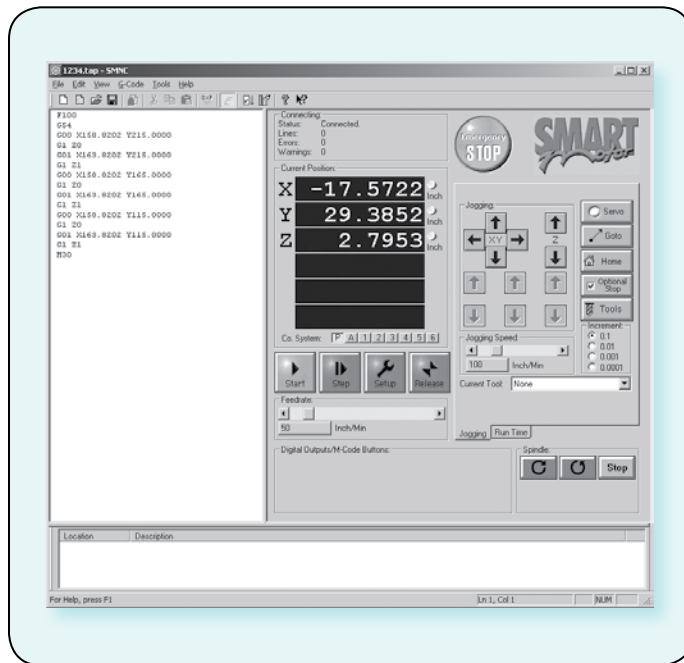 1234.tap - SMNC
File Edit View G-Code Tools Help
F100
G54
G00 X158.8202 Y215.0000
G1 Z0
G01 X163.8202 Y215.0000
G1 Z1
G00 X158.8202 Y165.0000
G1 Z0
G01 X163.8202 Y165.0000
G1 Z1
G00 X158.8202 Y115.0000
G1 Z0
G01 X163.8202 Y115.0000
G1 Z1
M30
Connecting:
Status: Connected.
Lines: 0
Errors: 0
Warnings: 0
Current Position:
X -17.5722 Inch
Y 29.3852 Inch
Z 2.7953 Inch
Co. System: P A 1 2 3 4 5 6
Start Step Setup Release
Feedrate:
50 Inch/Min
Digital Outputs/M-Code Buttons:
Emergency
STOP
SMART
motor
Jogging:
XY
Z
Servo
Goto
Home
Optional
Stop
Tools
Jogging Speed:
100 Inch/Min
Increment:
0.1
0.01
0.001
0.0001
Current Tool: None
Jogging Run Time
Spindle:
Stop
Location Description
For Help, press F1
Ln 1, Col 1
NUM